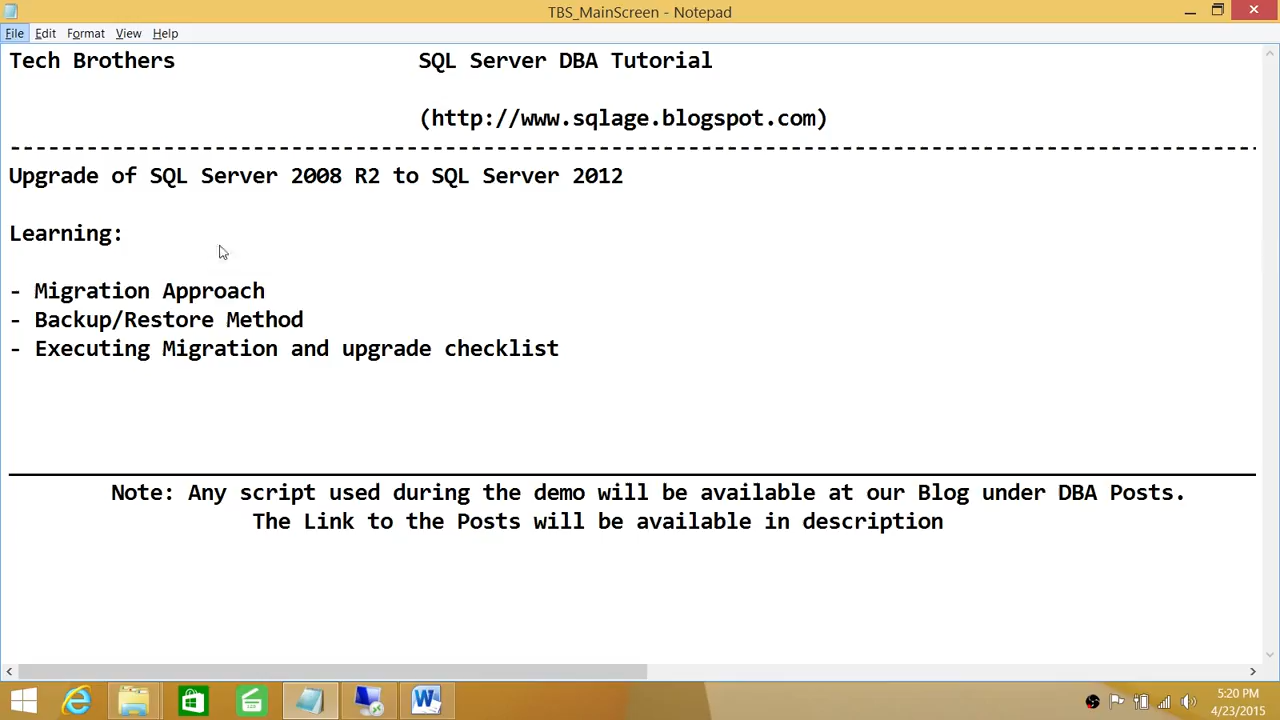 TBS_MainScreen - Notepad
File Edit Format View Help
Tech Brothers SQL Server DBA Tutorial
(http://www.sqlage.blogspot.com)
--------------------------------------------------------------------------------------------------
Upgrade of SQL Server 2008 R2 to SQL Server 2012
Learning:
- Migration Approach
- Backup/Restore Method
- Executing Migration and upgrade checklist
Note: Any script used during the demo will be available at our Blog under DBA Posts.
The Link to the Posts will be available in description
5:20 PM
4/23/2015